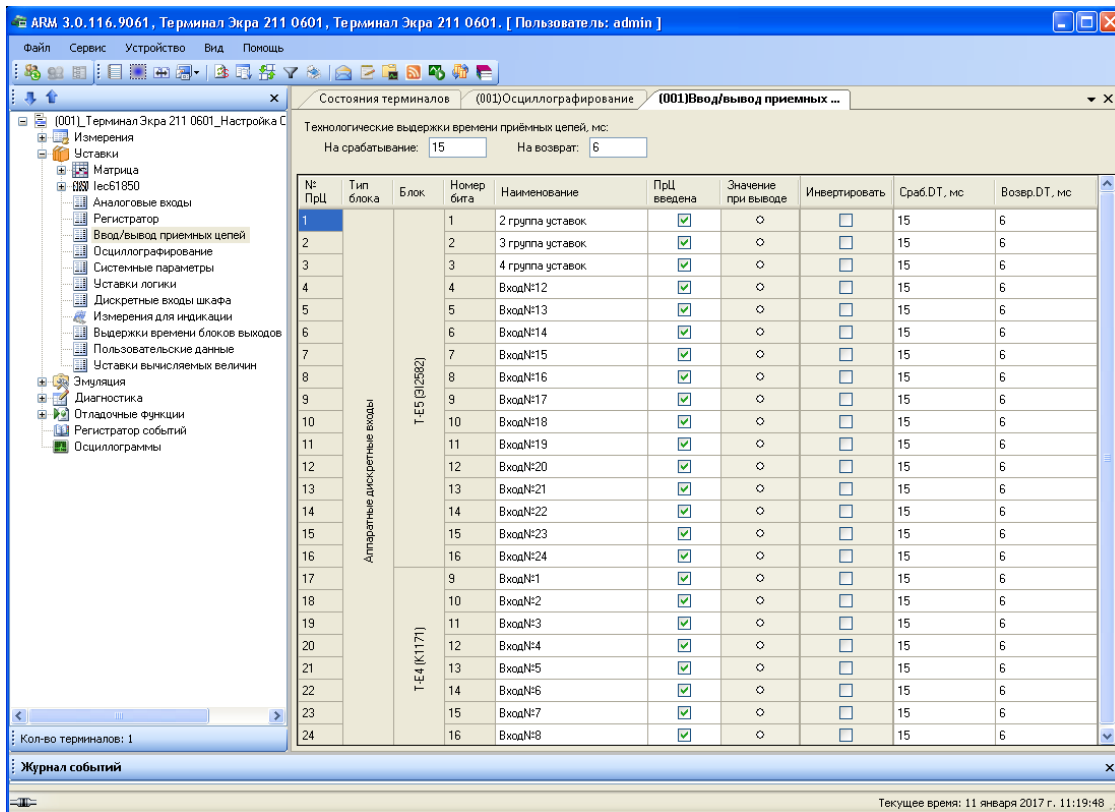 ARM 3.0.116.9061, Терминал Экра 211 0601, Терминал Экра 211 0601. [ Пользователь: admin ]
Файл Сервис Устройство Вид Помощь
(001)_Терминал Экра 211 0601_Настройка С
Измерения
Уставки
Матрица
Iec61850
Аналоговые входы
Регистратор
Ввод/вывод приемных цепей
Осциллографирование
Системные параметры
Уставки логики
Дискретные входы шкафа
Измерения для индикации
Выдержки времени блоков выходов
Пользовательские данные
Уставки вычисляемых величин
Эмуляция
Диагностика
Отладочные функции
Регистратор событий
Осциллограммы
Кол-во терминалов: 1
Состояния терминалов (001)Осциллографирование (001)Ввод/вывод приемных ...
Технологические выдержки времени приёмных цепей, мс:
На срабатывание: 15 На возврат: 6
№ ПрЦ Тип блока Блок Номер бита Наименование ПрЦ введена Значение при выводе Инвертировать Сраб.DT, мс Возвр.DT, мс
Аппаратные дискретные входы
T-E5 (ЭI2582)
1 1 2 группа уставок 15 6
2 2 3 группа уставок 15 6
3 3 4 группа уставок 15 6
4 4 Вход№12 15 6
5 5 Вход№13 15 6
6 6 Вход№14 15 6
7 7 Вход№15 15 6
8 8 Вход№16 15 6
9 9 Вход№17 15 6
10 10 Вход№18 15 6
11 11 Вход№19 15 6
12 12 Вход№20 15 6
13 13 Вход№21 15 6
14 14 Вход№22 15 6
15 15 Вход№23 15 6
16 16 Вход№24 15 6
T-E4 (K1171)
17 9 Вход№1 15 6
18 10 Вход№2 15 6
19 11 Вход№3 15 6
20 12 Вход№4 15 6
21 13 Вход№5 15 6
22 14 Вход№6 15 6
23 15 Вход№7 15 6
24 16 Вход№8 15 6
Журнал событий
Текущее время: 11 января 2017 г. 11:19:48